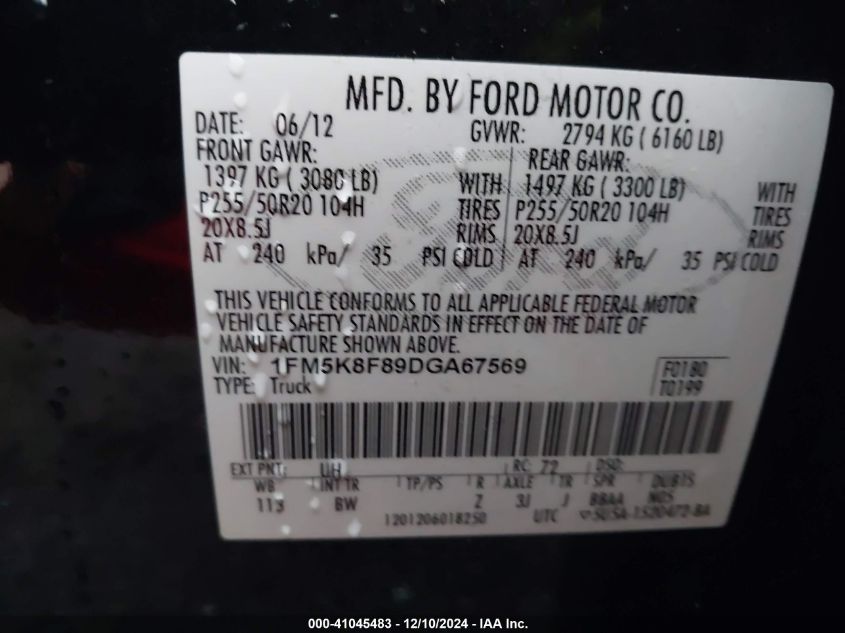 MFD. BY FORD MOTOR CO.
DATE: 06/12 GVWR: 2794 KG ( 6160 LB)
FRONT GAWR: REAR GAWR:
1397 KG ( 3080 LB) WITH 1497 KG ( 3300 LB) WITH
P255/50R20 104H TIRES P255/50R20 104H TIRES
20X8.5J RIMS 20X8.5J RIMS
AT 240 kPa/ 35 PSI COLD AT 240 kPa/ 35 PSI COLD
THIS VEHICLE CONFORMS TO ALL APPLICABLE FEDERAL MOTOR
VEHICLE SAFETY STANDARDS IN EFFECT ON THE DATE OF
MANUFACTURE SHOWN ABOVE.
VIN: 1FM5K8F89DGA67569 F0180
TYPE: Truck T0199
EXT PNT: UH RC: 72 DSO:
WB INT TR TP/PS R AXLE TR SPR
113 BW Z 3J J BBAA
1201206018250 UTC
000-41045483 - 12/10/2024 - IAA Inc.